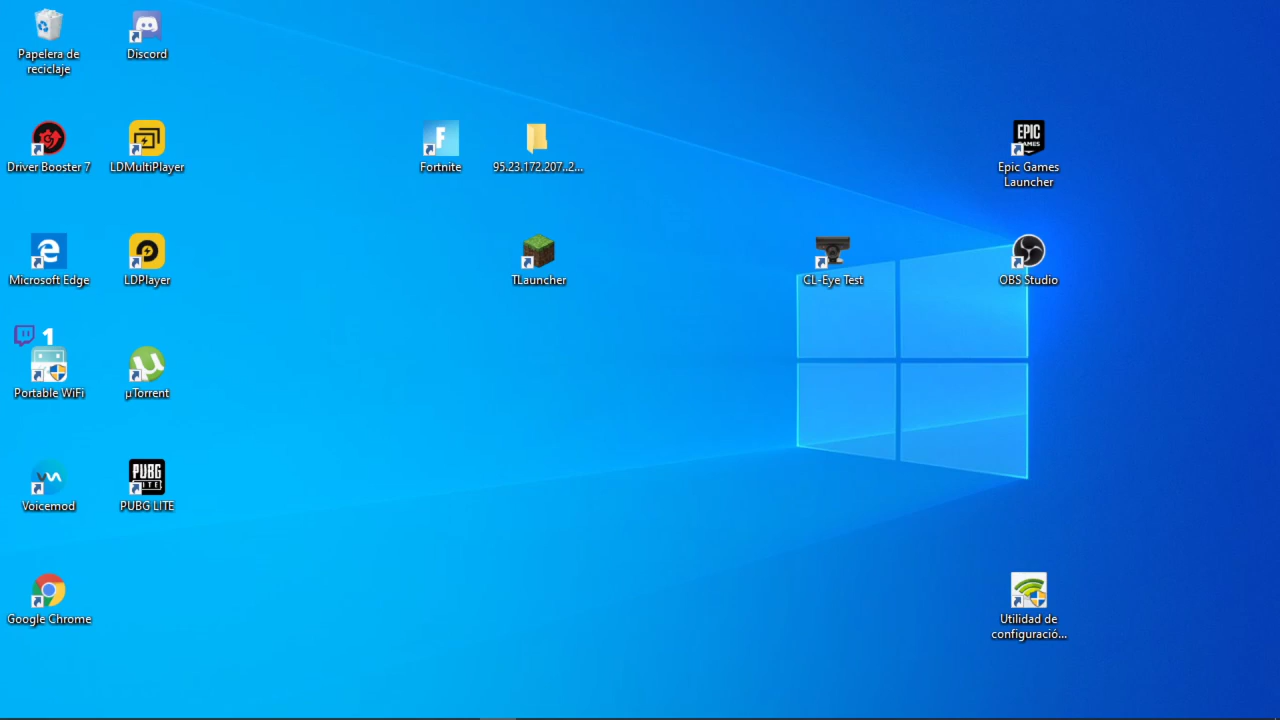 Papelera de
reciclaje
Discord
Driver Booster 7
LDMultiPlayer
F
Fortnite
95.23.172.207..2...
EPIC
GAMES
Epic Games
Launcher
Microsoft Edge
LDPlayer
TLauncher
CL-Eye Test
OBS Studio
1
Portable WiFi
µTorrent
Voicemod
PUBG
LITE
PUBG LITE
Google Chrome
Utilidad de
configuració...